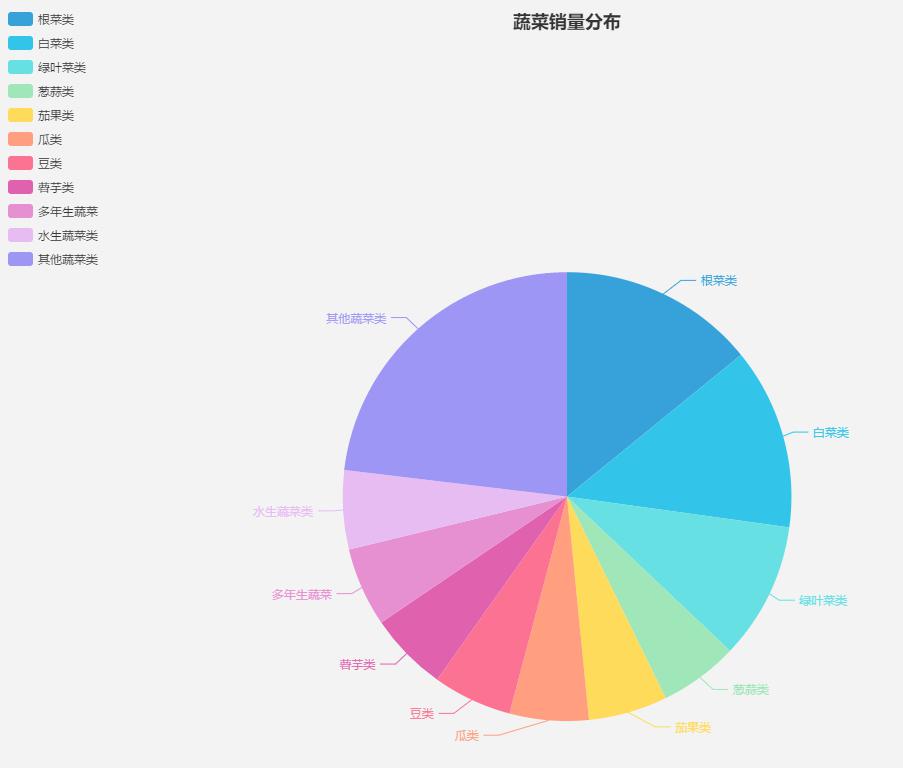 蔬菜销量分布
根菜类
白菜类
绿叶菜类
葱蒜类
茄果类
瓜类
豆类
薯芋类
多年生蔬菜
水生蔬菜类
其他蔬菜类
根菜类
其他蔬菜类
白菜类
水生蔬菜类
多年生蔬菜
绿叶菜类
薯芋类
葱蒜类
豆类
茄果类
瓜类